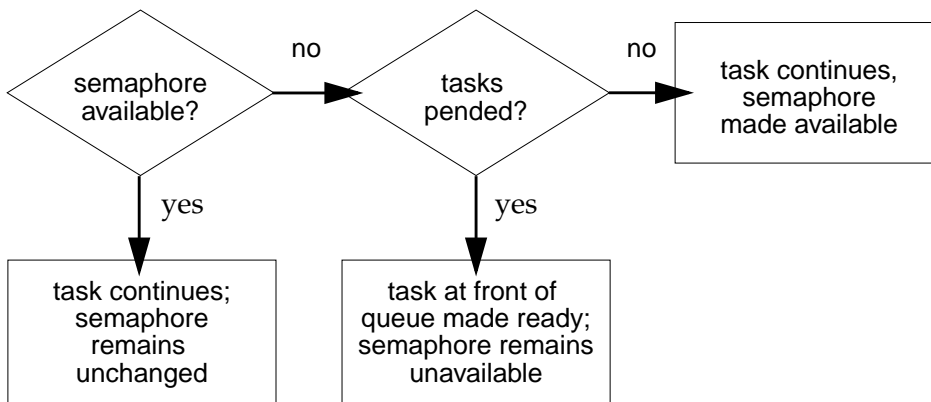 semaphore
available?
no
tasks
pended?
no
task continues,
semaphore
made available
yes
yes
task continues;
semaphore
remains
unchanged
task at front of
queue made ready;
semaphore remains
unavailable